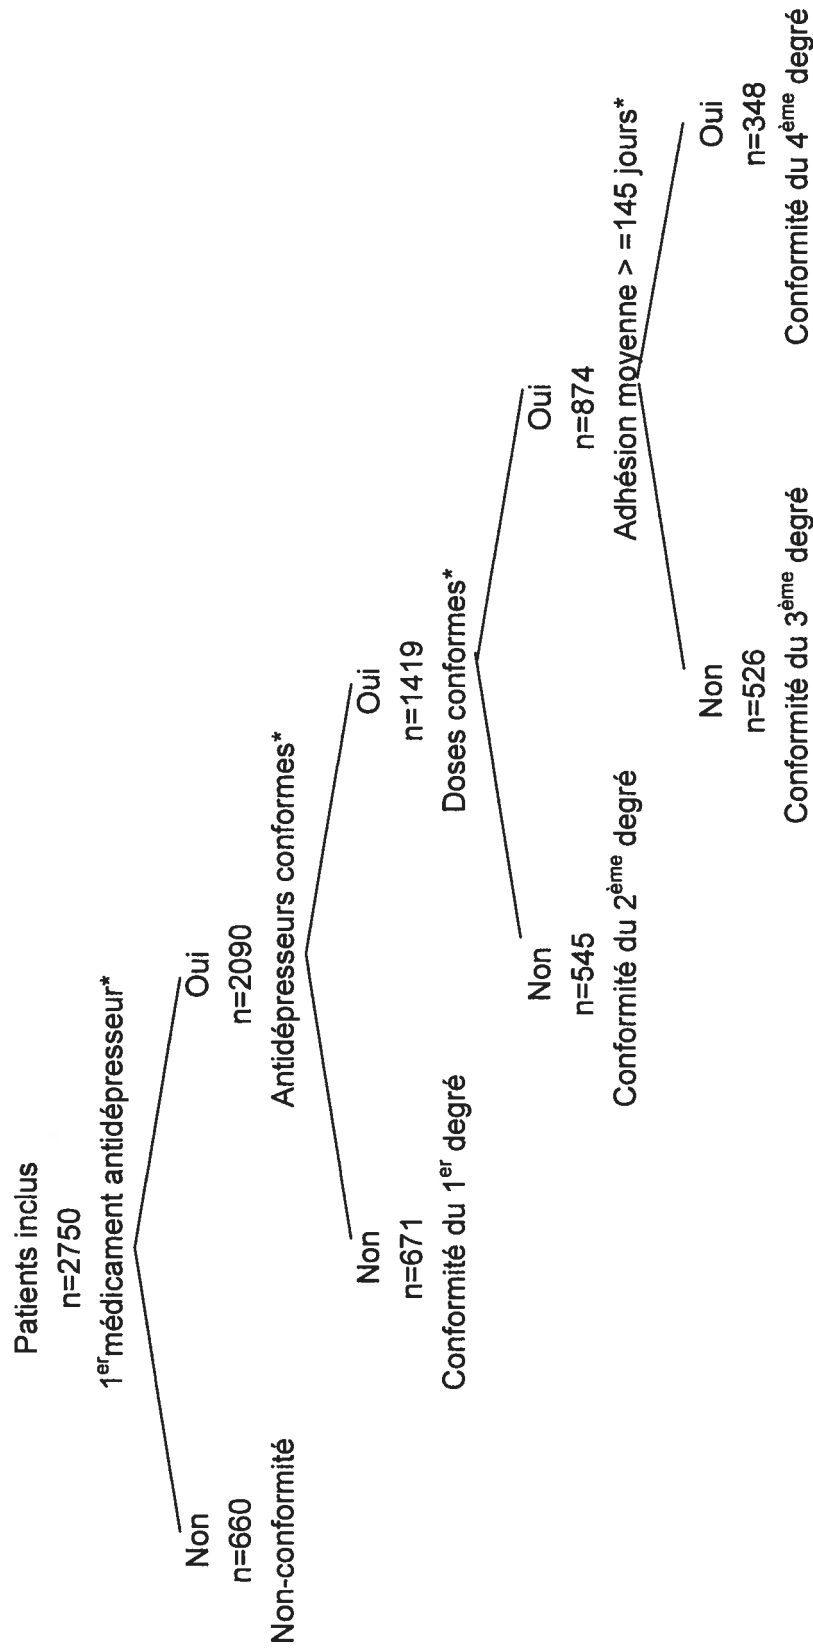 Patients inclus
n=2750
1er médicament antidépresseur*
Non
n=660
Non-conformité
Oui
n=2090
Antidépresseurs conformes*
Non
n=671
Conformité du 1er degré
Oui
n=1419
Doses conformes*
Non
n=545
Conformité du 2ème degré
Oui
n=874
Adhésion moyenne > =145 jours*
Non
n=526
Conformité du 3ème degré
Oui
n=348
Conformité du 4ème degré